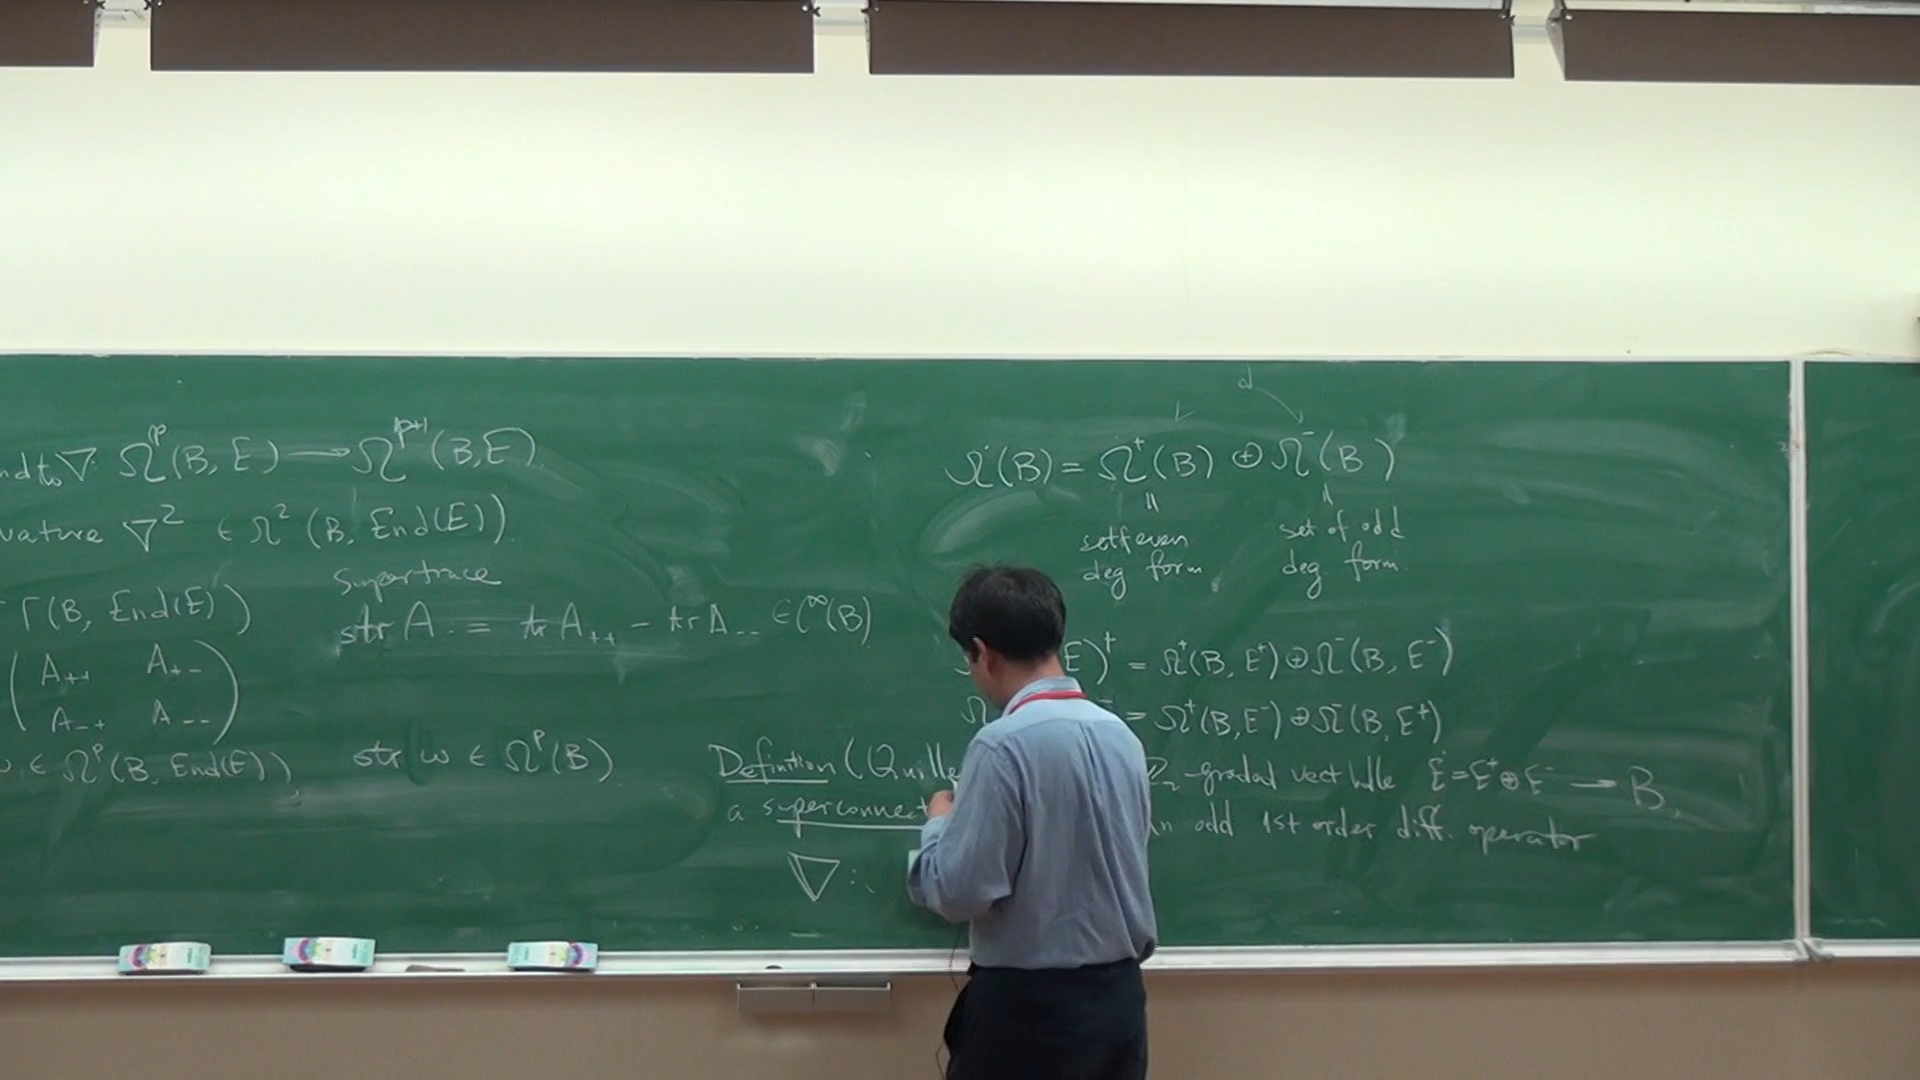 nd to ∇: Ω^p(B, E) → Ω^{p+1}(B, E)
vature ∇² ∈ Ω²(B, End(E)).
Γ(B, End(E))
supertrace
str A = tr A₊₊ − tr A₋₋ ∈ C^∞(B)
( A₊₊ A₊₋
A₋₊ A₋₋ )
∈ Ω^p(B, End(E)), str ω ∈ Ω^p(B).
d
Ω(B) = Ω⁺(B) ⊕ Ω⁻(B)
set of even deg form
set of odd deg form.
E)⁺ = Ω⁺(B, E⁺) ⊕ Ω⁻(B, E⁻)
Ω = Ω⁺(B, E⁻) ⊕ Ω⁻(B, E⁺)
Definition (Quille Z₂-graded vect bdle E = E⁺ ⊕ E⁻ → B,
a superconnect n odd 1st order diff. operator
∇ :